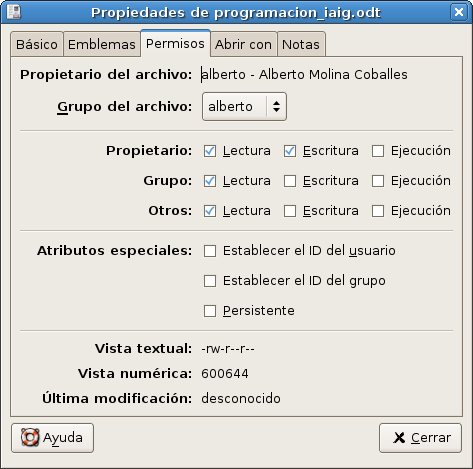 Propiedades de programacion_iaig.odt
Básico Emblemas Permisos Abrir con Notas
Propietario del archivo: alberto - Alberto Molina Coballes
Grupo del archivo: alberto
Propietario: Lectura Escritura Ejecución
Grupo: Lectura Escritura Ejecución
Otros: Lectura Escritura Ejecución
Atributos especiales: Establecer el ID del usuario
Establecer el ID del grupo
Persistente
Vista textual: -rw-r--r--
Vista numérica: 600644
Última modificación: desconocido
Ayuda Cerrar